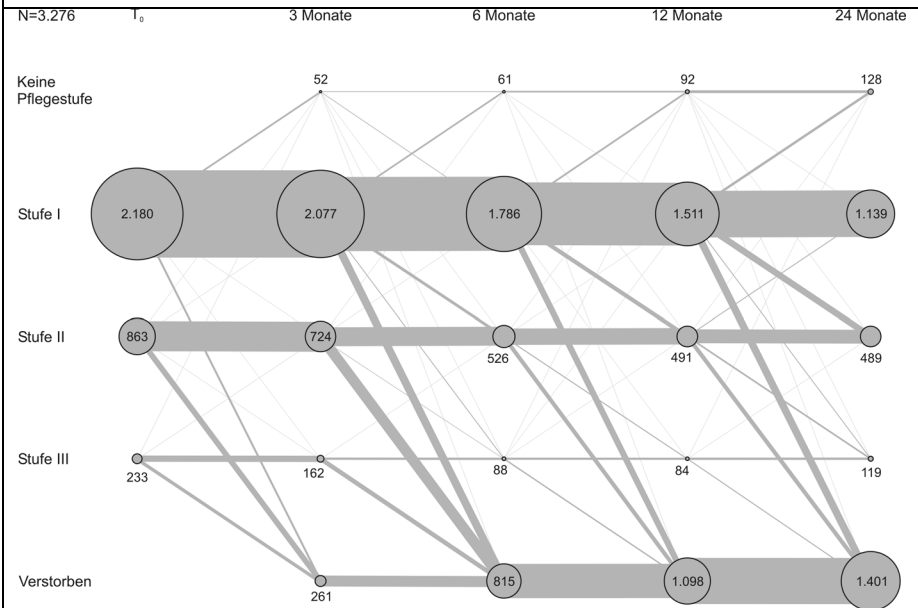 N=3.276 T₀ 3 Monate 6 Monate 12 Monate 24 Monate
Keine
Pflegestufe
52 61 92 128
Stufe I 2.180 2.077 1.786 1.511 1.139
Stufe II 863 724 526 491 489
Stufe III 233 162 88 84 119
Verstorben 261 815 1.098 1.401